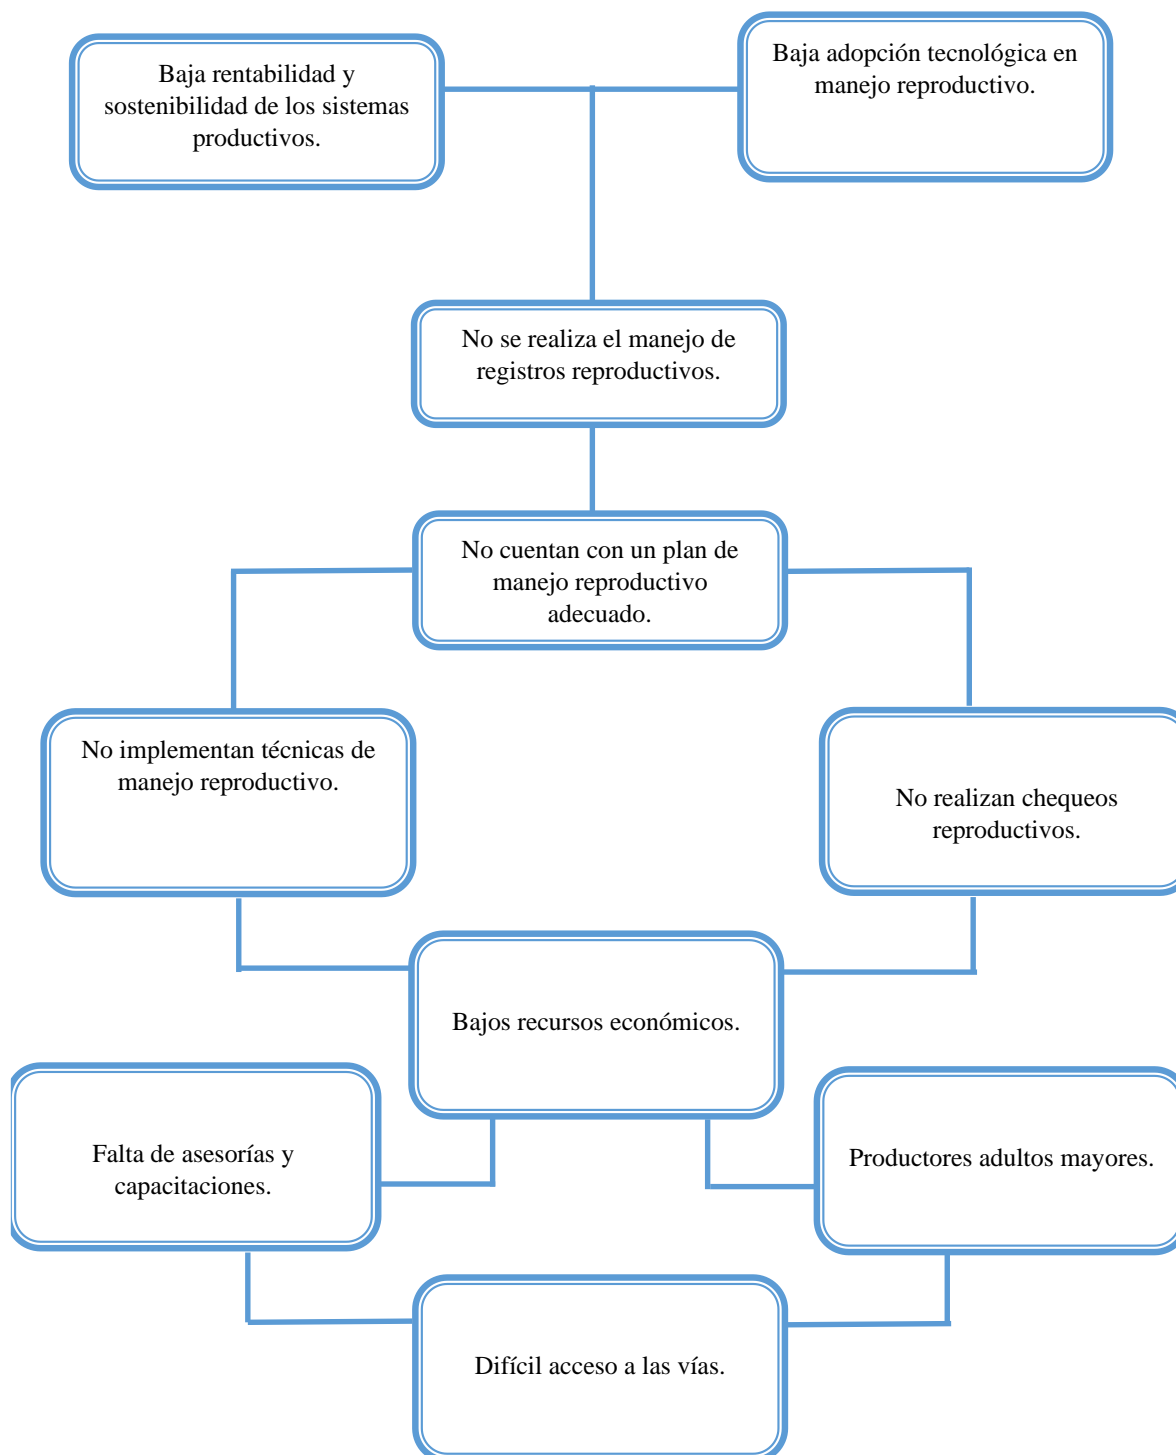 Baja rentabilidad y
sostenibilidad de los sistemas
productivos.
Baja adopción tecnológica en
manejo reproductivo.
No se realiza el manejo de
registros reproductivos.
No cuentan con un plan de
manejo reproductivo
adecuado.
No implementan técnicas de
manejo reproductivo.
No realizan chequeos
reproductivos.
Bajos recursos económicos.
Falta de asesorías y
capacitaciones.
Productores adultos mayores.
Difícil acceso a las vías.